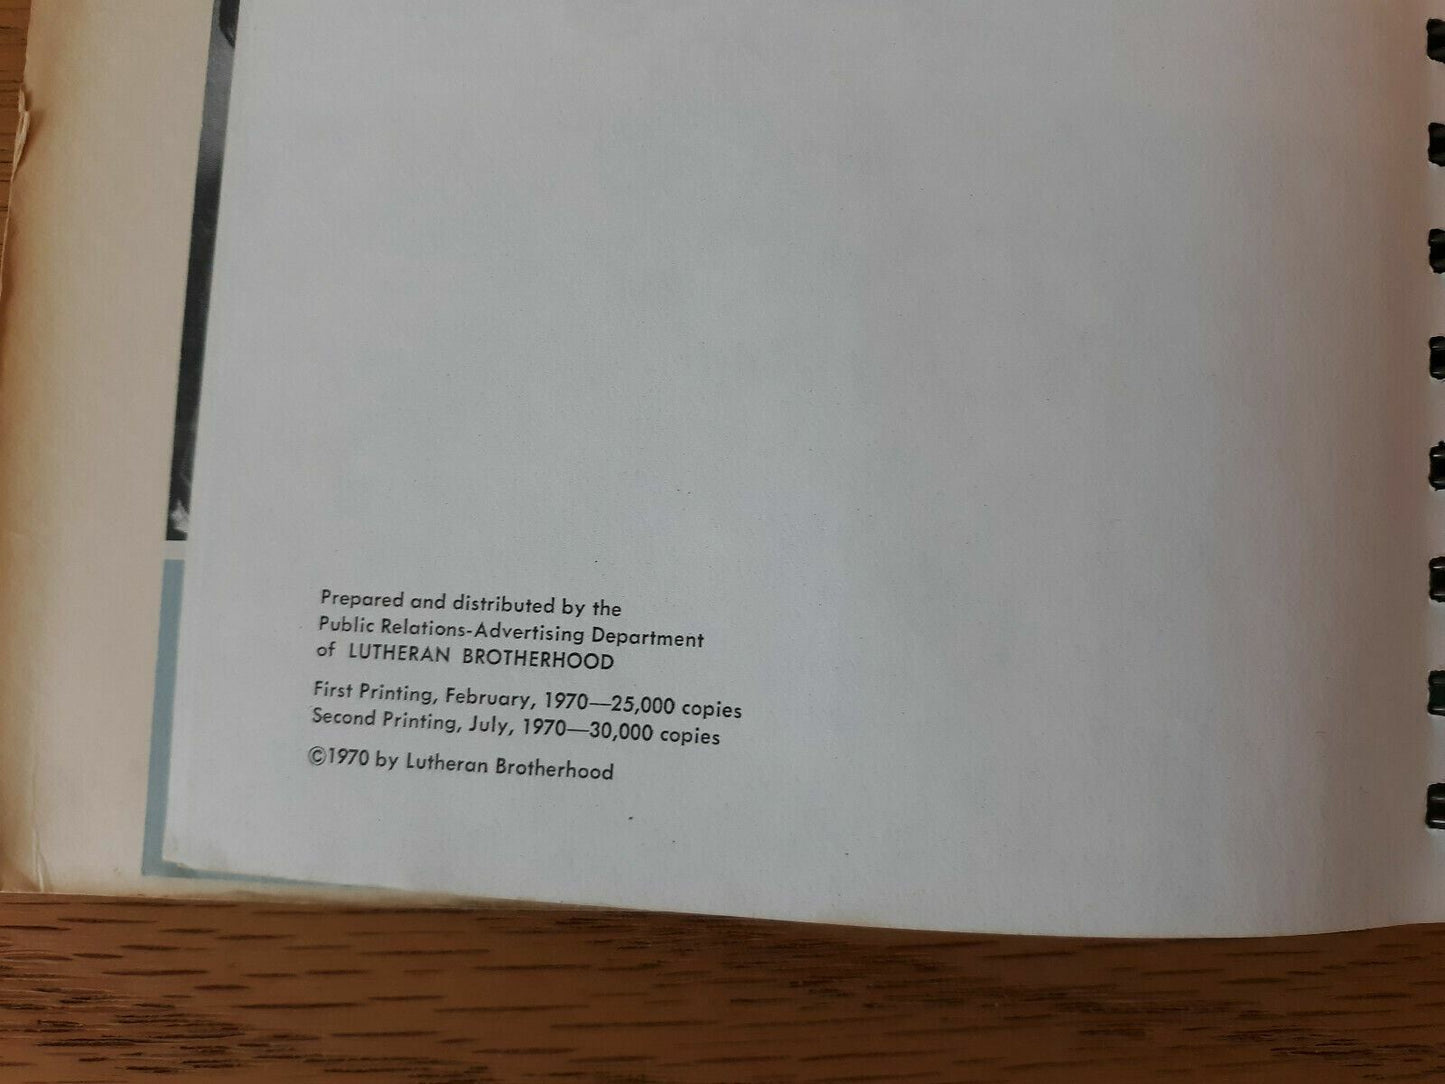 Prepared and distributed by the
Public Relations-Advertising Department
of LUTHERAN BROTHERHOOD
First Printing, February, 1970—25,000 copies
Second Printing, July, 1970—30,000 copies
©1970 by Lutheran Brotherhood